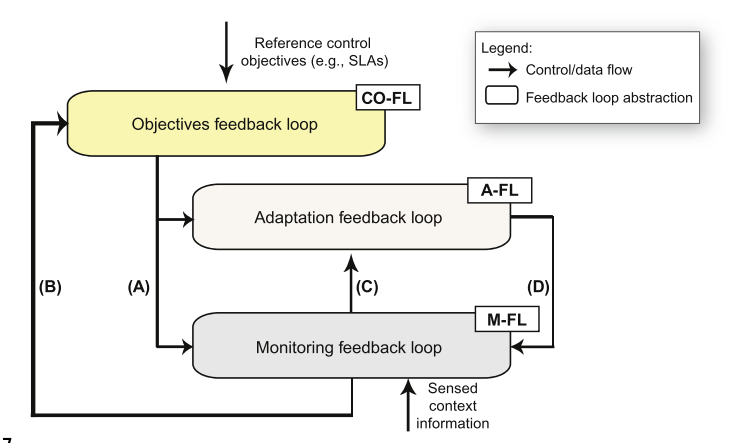 Reference control
objectives (e.g., SLAs)
Legend:
Control/data flow
Feedback loop abstraction
CO-FL
Objectives feedback loop
A-FL
Adaptation feedback loop
(B)
(A)
(C)
(D)
M-FL
Monitoring feedback loop
Sensed
context
information